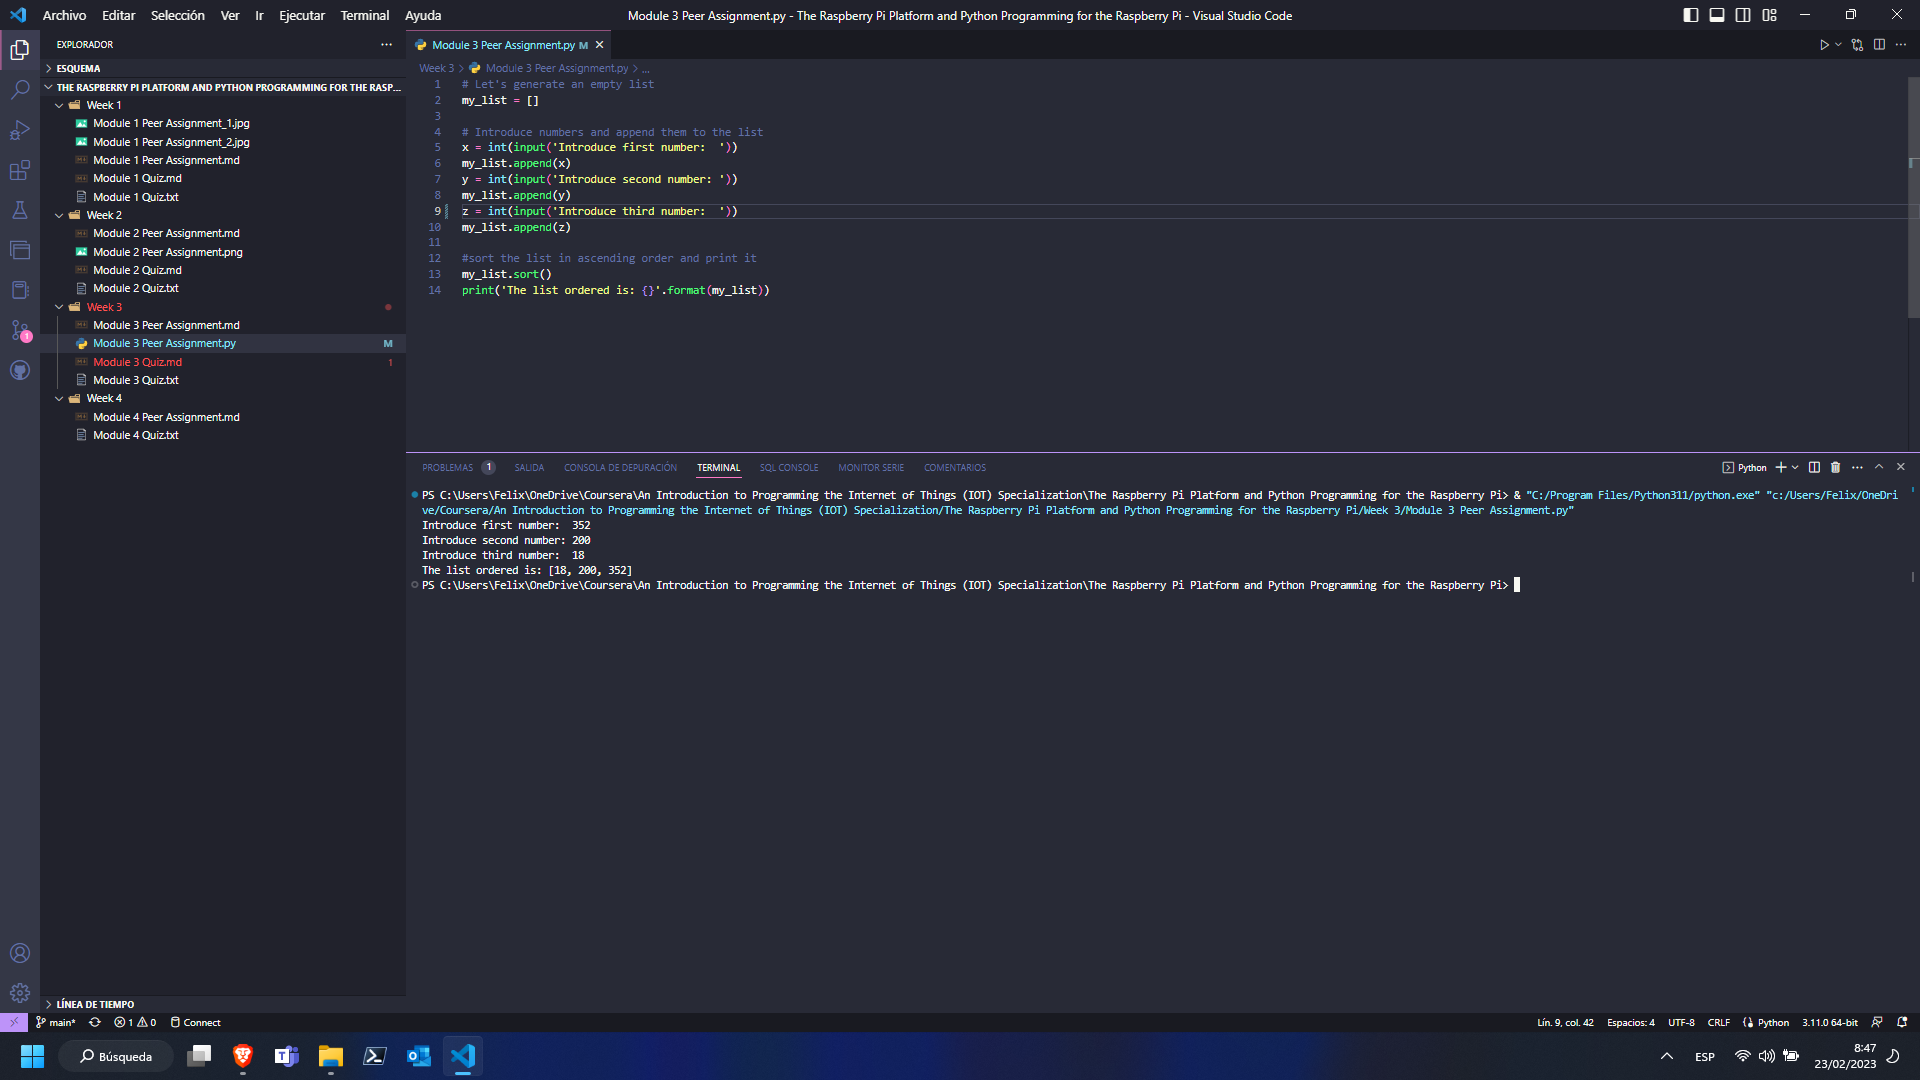 Archivo Editar Selección Ver Ir Ejecutar Terminal Ayuda
Module 3 Peer Assignment.py - The Raspberry Pi Platform and Python Programming for the Raspberry Pi - Visual Studio Code
EXPLORADOR
ESQUEMA
THE RASPBERRY PI PLATFORM AND PYTHON PROGRAMMING FOR THE RASP...
Week 1
Module 1 Peer Assignment_1.jpg
Module 1 Peer Assignment_2.jpg
Module 1 Peer Assignment.md
Module 1 Quiz.md
Module 1 Quiz.txt
Week 2
Module 2 Peer Assignment.md
Module 2 Peer Assignment.png
Module 2 Quiz.md
Module 2 Quiz.txt
Week 3
Module 3 Peer Assignment.md
Module 3 Peer Assignment.py M
Module 3 Quiz.md 1
Module 3 Quiz.txt
Week 4
Module 4 Peer Assignment.md
Module 4 Quiz.txt
LÍNEA DE TIEMPO
1
Module 3 Peer Assignment.py M
Week 3 > Module 3 Peer Assignment.py > ...
1 # Let's generate an empty list
2 my_list = []
3
4 # Introduce numbers and append them to the list
5 x = int(input('Introduce first number:  '))
6 my_list.append(x)
7 y = int(input('Introduce second number: '))
8 my_list.append(y)
9 z = int(input('Introduce third number:  '))
10 my_list.append(z)
11
12 #sort the list in ascending order and print it
13 my_list.sort()
14 print('The list ordered is: {}'.format(my_list))
PROBLEMAS 1 SALIDA CONSOLA DE DEPURACIÓN TERMINAL SQL CONSOLE MONITOR SERIE COMENTARIOS
Python
PS C:\Users\Felix\OneDrive\Coursera\An Introduction to Programming the Internet of Things (IOT) Specialization\The Raspberry Pi Platform and Python Programming for the Raspberry Pi> & "C:/Program Files/Python311/python.exe" "c:/Users/Felix/OneDri
ve/Coursera/An Introduction to Programming the Internet of Things (IOT) Specialization/The Raspberry Pi Platform and Python Programming for the Raspberry Pi/Week 3/Module 3 Peer Assignment.py"
Introduce first number:  352
Introduce second number: 200
Introduce third number:  18
The list ordered is: [18, 200, 352]
PS C:\Users\Felix\OneDrive\Coursera\An Introduction to Programming the Internet of Things (IOT) Specialization\The Raspberry Pi Platform and Python Programming for the Raspberry Pi>
main* 1 0 Connect
Lín. 9, col. 42 Espacios: 4 UTF-8 CRLF Python 3.11.0 64-bit
Búsqueda
ESP
8:47
23/02/2023